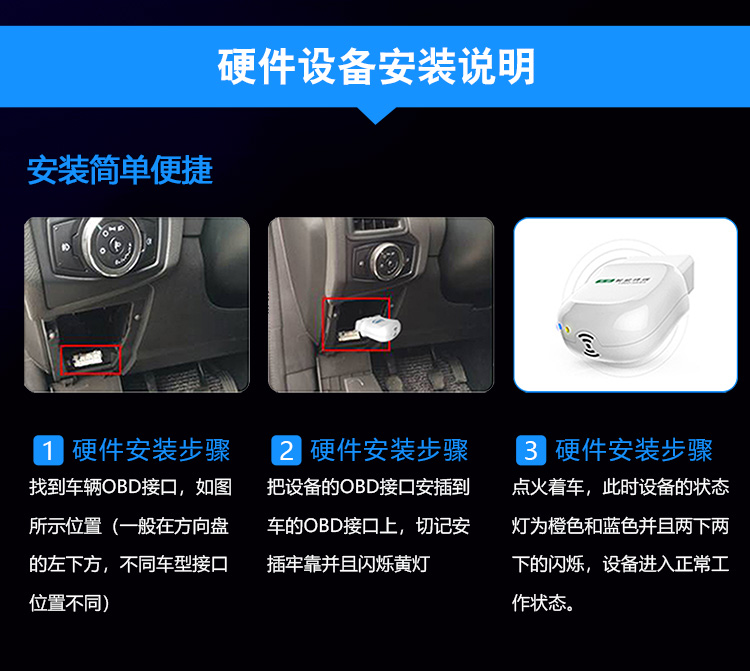 硬件设备安装说明
安装简单便捷
1 硬件安装步骤
找到车辆OBD接口，如图
所示位置（一般在方向盘
的左下方，不同车型接口
位置不同）
2 硬件安装步骤
把设备的OBD接口安插到
车的OBD接口上，切记安
插牢靠并且闪烁黄灯
3 硬件安装步骤
点火着车，此时设备的状态
灯为橙色和蓝色并且两下两
下的闪烁，设备进入正常工
作状态。